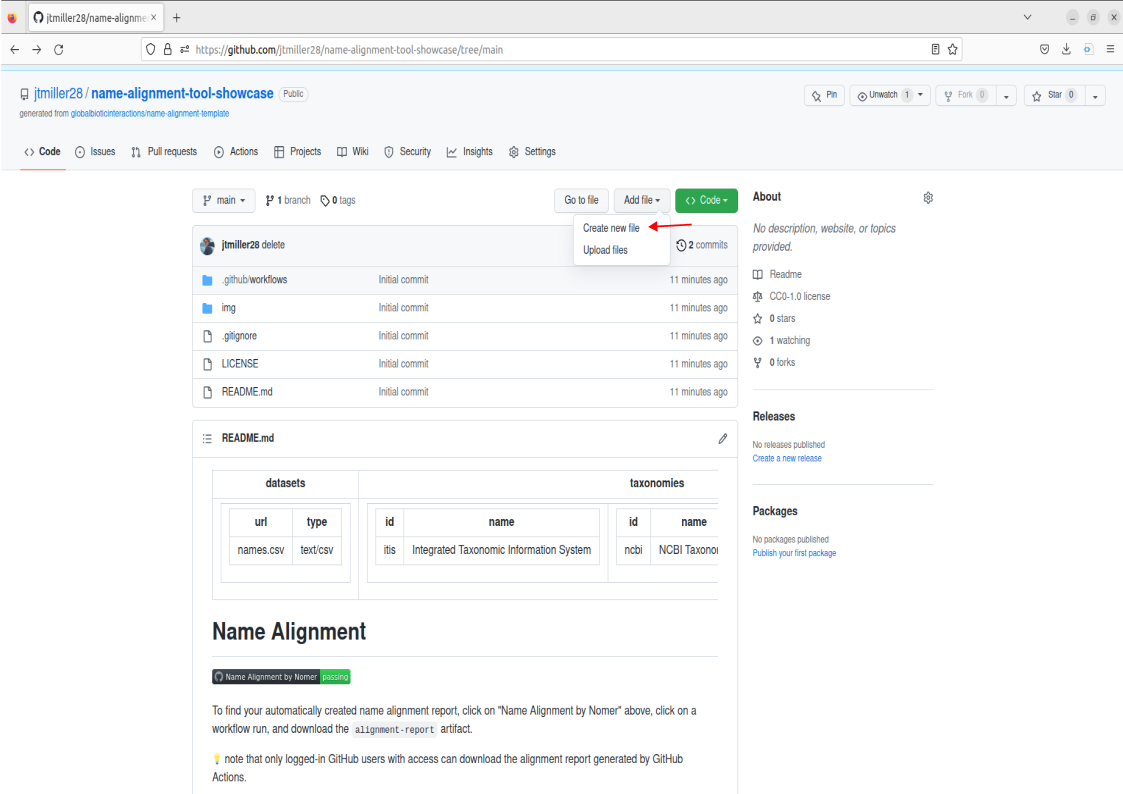 jtmiller28/name-alignme
https://github.com/jtmiller28/name-alignment-tool-showcase/tree/main
jtmiller28 / name-alignment-tool-showcase Public
Pin Unwatch 1 Fork 0 Star 0
generated from globalbioticinteractions/name-alignment-template
Code Issues Pull requests Actions Projects Wiki Security Insights Settings
main 1 branch 0 tags Go to file Add file Code
Create new file
Upload files
jtmiller28 delete 2 commits
.github/workflows Initial commit 11 minutes ago
img Initial commit 11 minutes ago
.gitignore Initial commit 11 minutes ago
LICENSE Initial commit 11 minutes ago
README.md Initial commit 11 minutes ago
About
No description, website, or topics
provided.
Readme
CC0-1.0 license
0 stars
1 watching
0 forks
Releases
No releases published
Create a new release
Packages
No packages published
Publish your first package
README.md
datasets taxonomies
url type id name id name
names.csv text/csv itis Integrated Taxonomic Information System ncbi NCBI Taxonor
Name Alignment
Name Alignment by Nomer passing
To find your automatically created name alignment report, click on "Name Alignment by Nomer" above, click on a
workflow run, and download the alignment-report artifact.
note that only logged-in GitHub users with access can download the alignment report generated by GitHub
Actions.